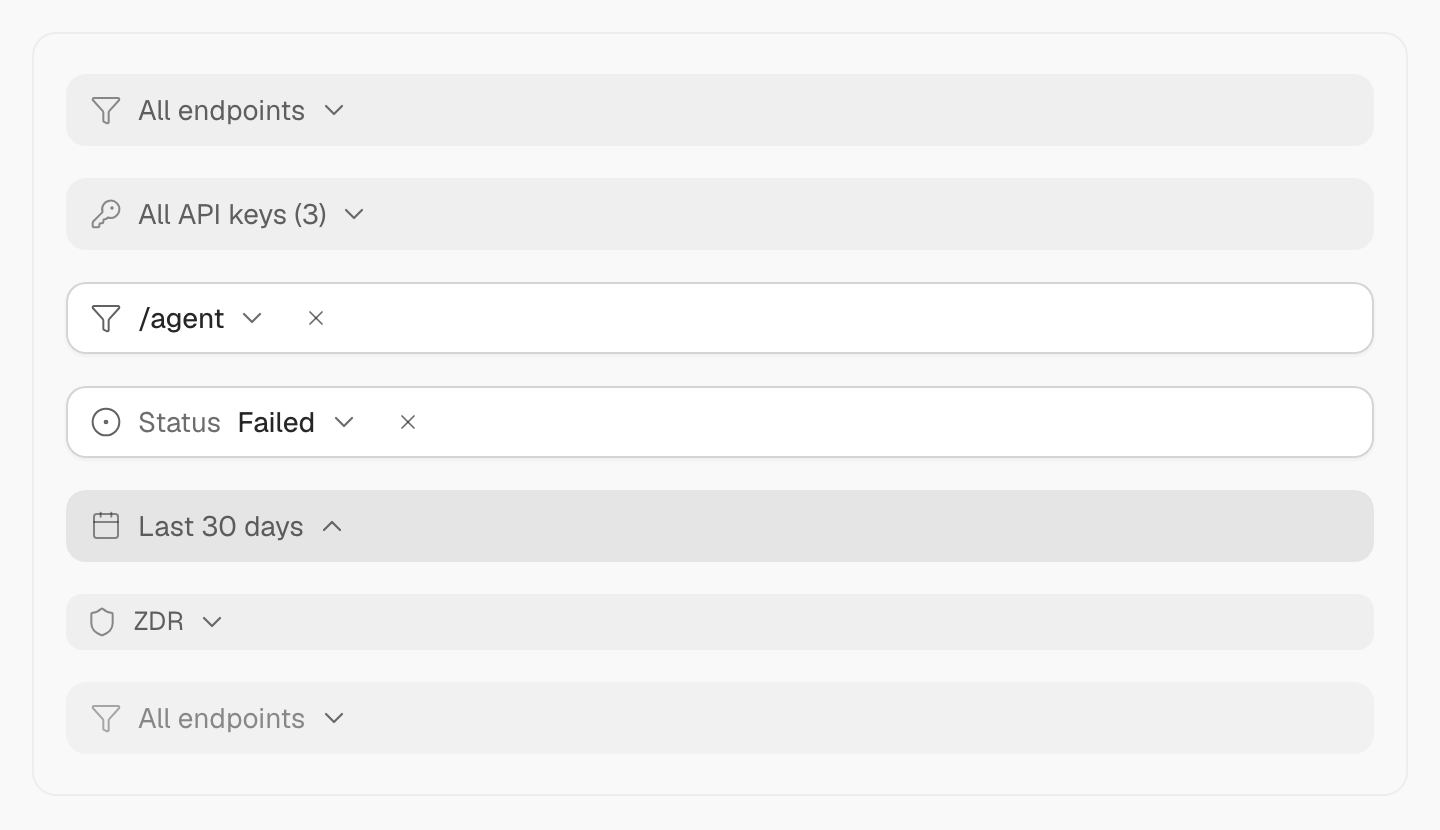 All endpoints
All API keys (3)
/agent
Status Failed
Last 30 days
ZDR
All endpoints